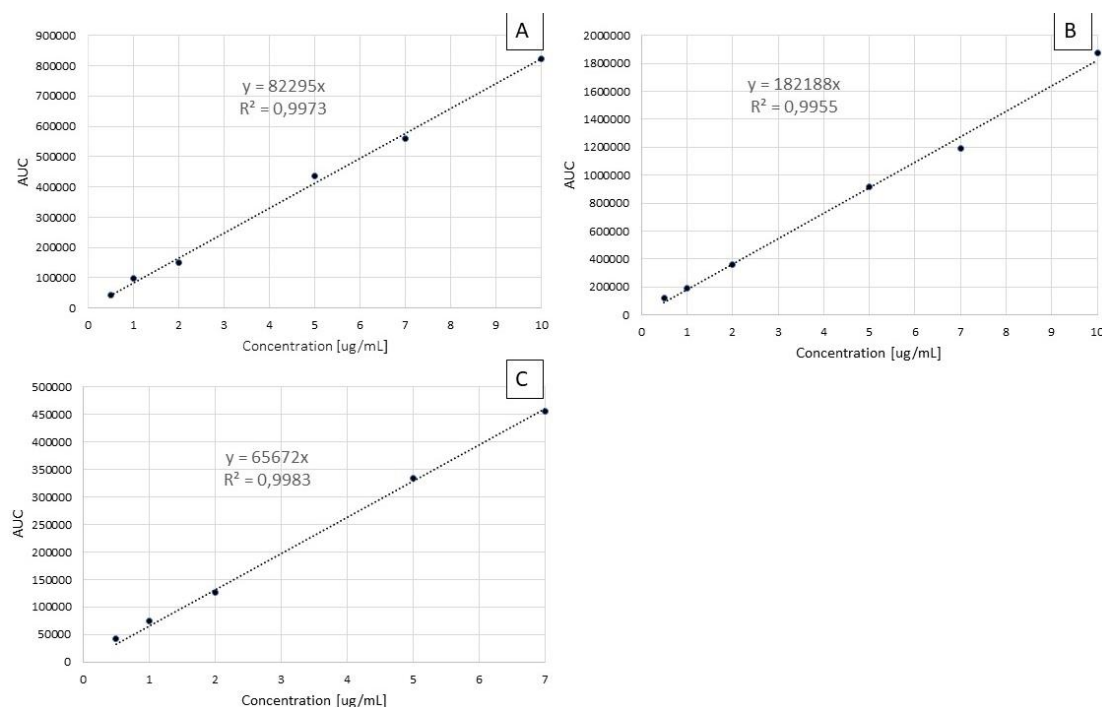 A
900000
800000
700000
600000
500000
400000
300000
200000
100000
0
AUC
y = 82295x
R² = 0,9973
0 1 2 3 4 5 6 7 8 9 10
Concentration [ug/mL]
B
2000000
1800000
1600000
1400000
1200000
1000000
800000
600000
400000
200000
0
AUC
y = 182188x
R² = 0,9955
0 1 2 3 4 5 6 7 8 9 10
Concentration [ug/mL]
C
500000
450000
400000
350000
300000
250000
200000
150000
100000
50000
0
AUC
y = 65672x
R² = 0,9983
0 1 2 3 4 5 6 7
Concentration [ug/mL]